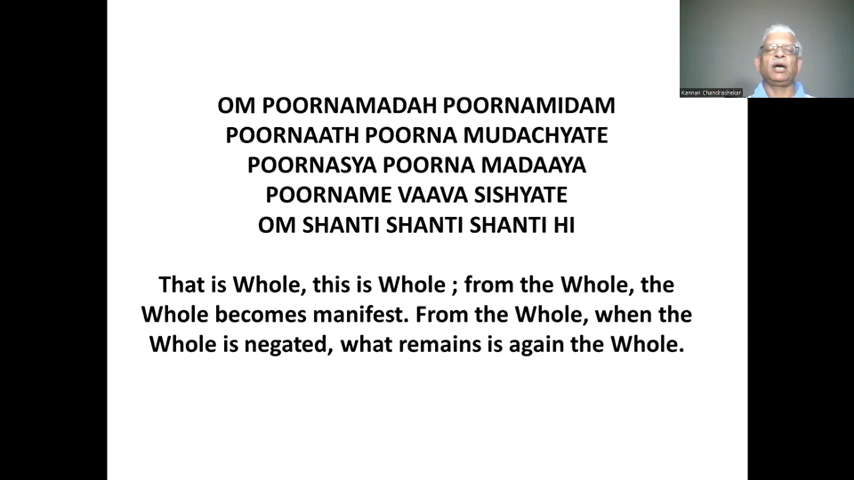 OM POORNAMADAH POORNAMIDAM
POORNAATH POORNA MUDACHYATE
POORNASYA POORNA MADAAYA
POORNAME VAAVA SISHYATE
OM SHANTI SHANTI SHANTI HI
That is Whole, this is Whole ; from the Whole, the
Whole becomes manifest. From the Whole, when the
Whole is negated, what remains is again the Whole.
Kannan Chandrashekar